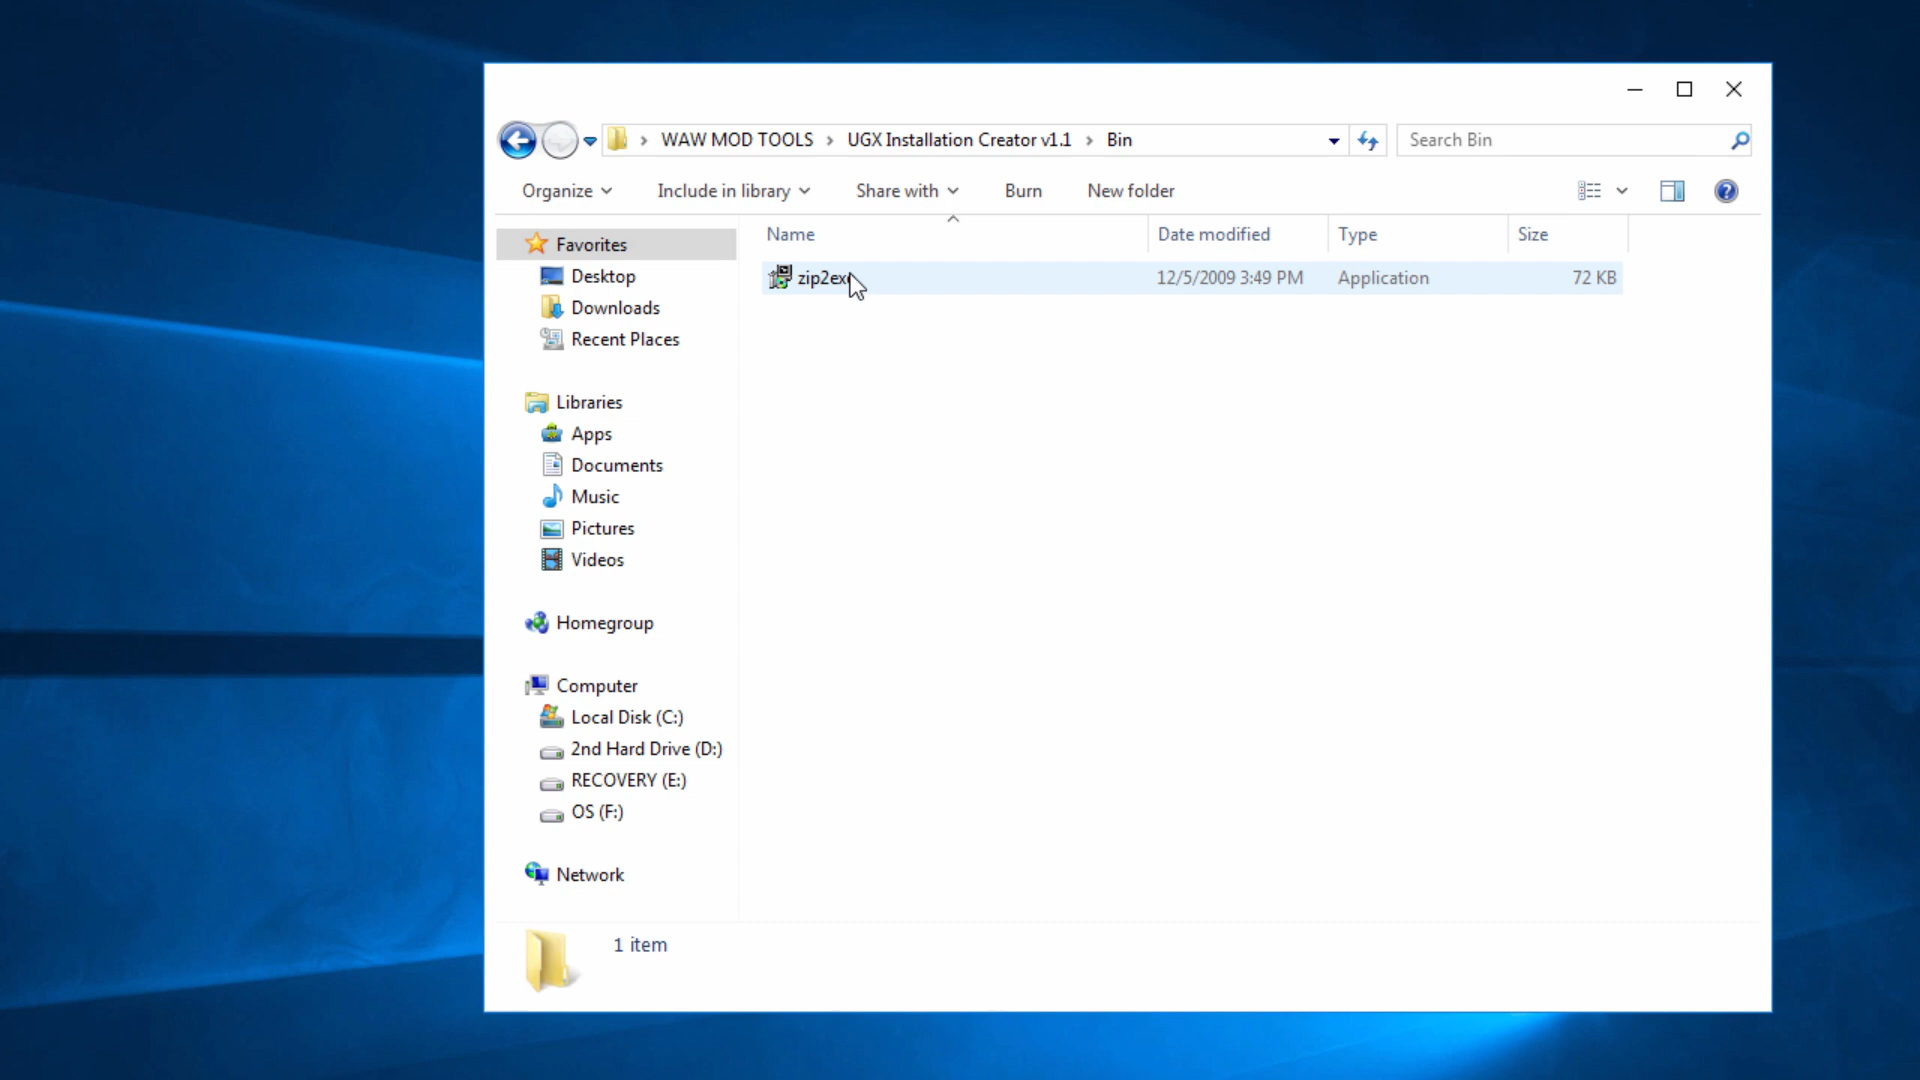 WAW MOD TOOLS UGX Installation Creator v1.1 Bin
Search Bin
Organize Include in library Share with Burn New folder
Name Date modified Type Size
zip2ex 12/5/2009 3:49 PM Application 72 KB
Favorites
Desktop
Downloads
Recent Places
Libraries
Apps
Documents
Music
Pictures
Videos
Homegroup
Computer
Local Disk (C:)
2nd Hard Drive (D:)
RECOVERY (E:)
OS (F:)
Network
1 item